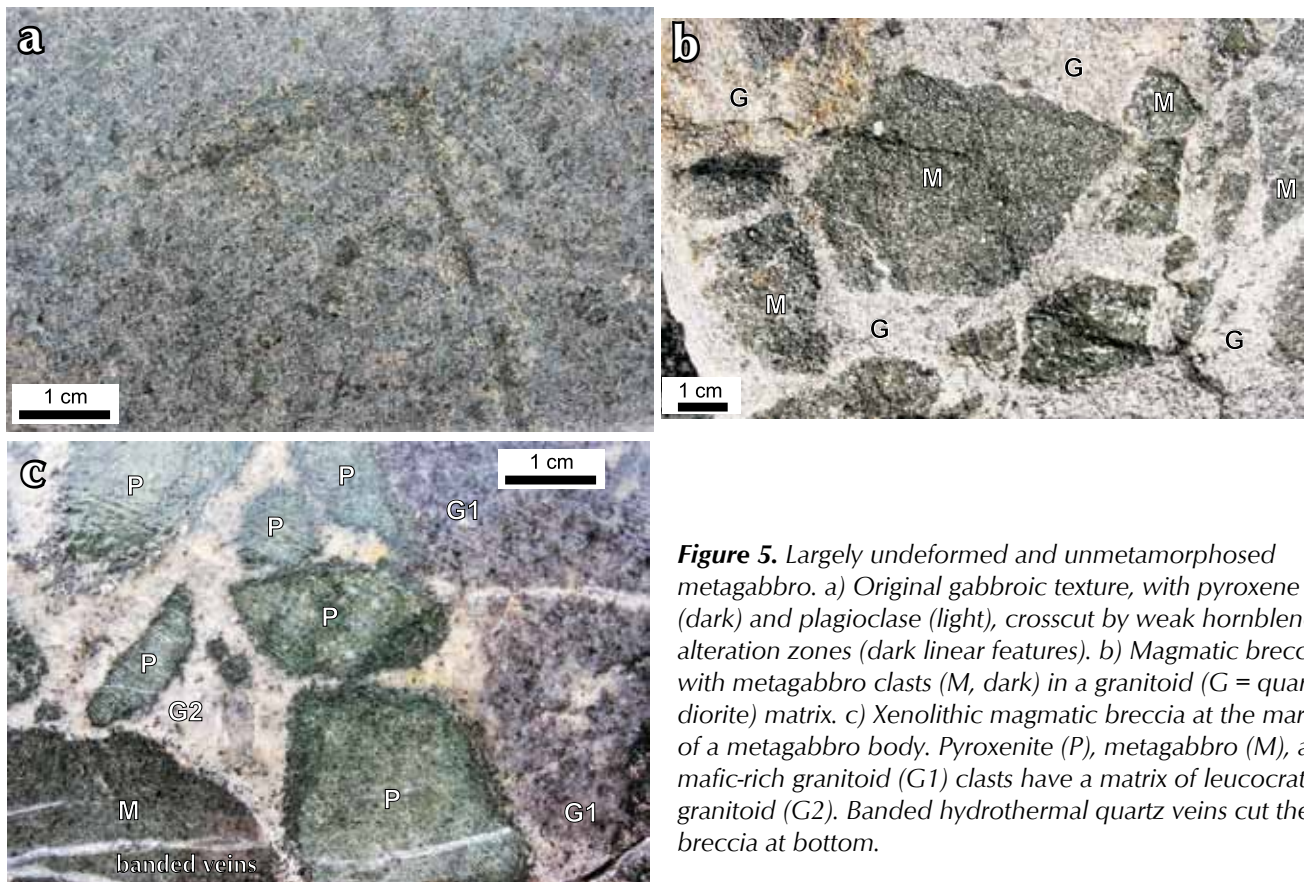 a
1 cm
b
G
G
M
M
M
M
G
G
1 cm
c
P
P
P
G1
1 cm
P
P
G2
P
M
G1
banded veins
Figure 5. Largely undeformed and unmetamorphosed
metagabbro. a) Original gabbroic texture, with pyroxene
(dark) and plagioclase (light), crosscut by weak hornblen
alteration zones (dark linear features). b) Magmatic brecc
with metagabbro clasts (M, dark) in a granitoid (G = quar
diorite) matrix. c) Xenolithic magmatic breccia at the mar
of a metagabbro body. Pyroxenite (P), metagabbro (M), a
mafic-rich granitoid (G1) clasts have a matrix of leucocrat
granitoid (G2). Banded hydrothermal quartz veins cut the
breccia at bottom.